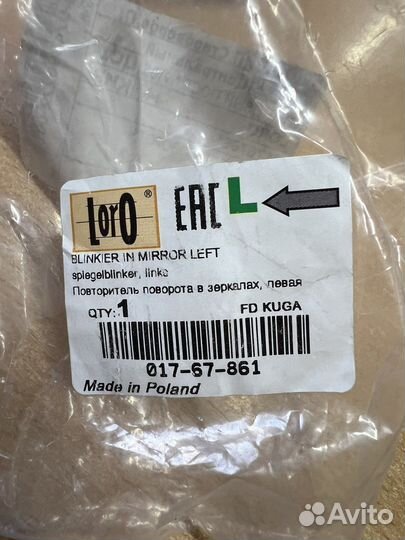 LorO ® EAC L
BLINKIER IN MIRROR LEFT
spiegelblinker, links
Повторитель поворота в зеркалах, левая
QTY: 1 FD KUGA
017-67-861
Made in Poland
Avito